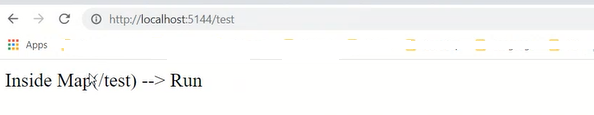 http://localhost:5144/test
Apps
Inside Map(/test) --> Run